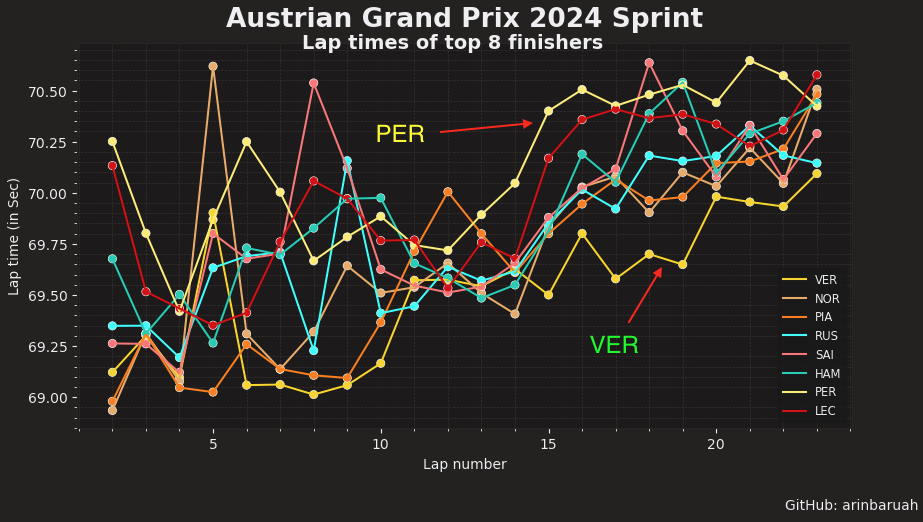 Austrian Grand Prix 2024 Sprint
Lap times of top 8 finishers
Lap time (in Sec)
70.50
70.25
70.00
69.75
69.50
69.25
69.00
PER
VER
VER
NOR
PIA
RUS
SAI
HAM
PER
LEC
5 10 15 20
Lap number
GitHub: arinbaruah